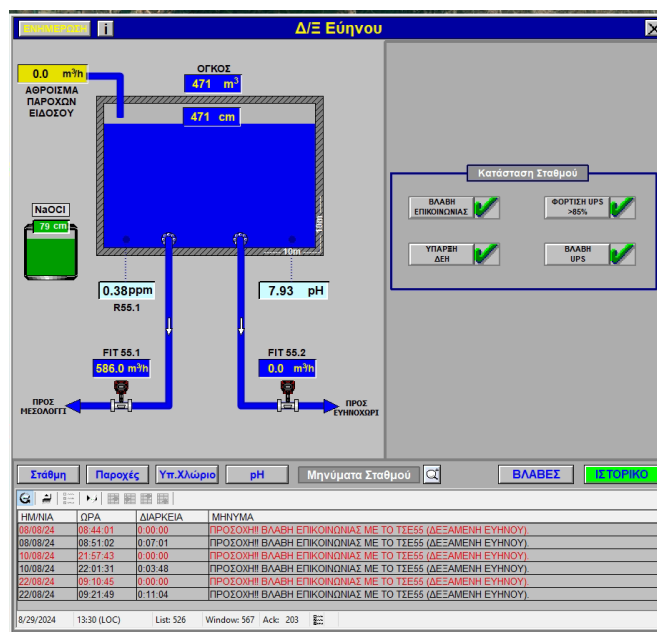 ΕΝΗΜΕΡΩΣΗ
i
Δ/Ξ Εύηνου
0.0 m³/h
ΑΘΡΟΙΣΜΑ
ΠΑΡΟΧΩΝ
ΕΙΔΟΣΟΥ
ΟΓΚΟΣ
471 m³
471 cm
NaOCl
79 cm
10m
10m
0.38ppm
R55.1
7.93 pH
FIT 55.1
586.0 m³/h
FIT 55.2
0.0 m³/h
ΠΡΟΣ
ΜΕΣΟΛΟΓΓΙ
ΠΡΟΣ
ΕΥΗΝΟΧΩΡΙ
Κατάσταση Σταθμού
ΒΛΑΒΗ
ΕΠΙΚΟΙΝΩΝΙΑΣ
ΦΟΡΤΙΣΗ UPS
>85%
ΥΠΑΡΞΗ
ΔΕΗ
ΒΛΑΒΗ
UPS
Στάθμη Παροχές Υπ.Χλώριο pH Μηνύματα Σταθμού ΒΛΑΒΕΣ ΙΣΤΟΡΙΚΟ
ΗΜ/ΝΙΑ ΩΡΑ ΔΙΑΡΚΕΙΑ ΜΗΝΥΜΑ
08/08/24 08:44:01 0:00:00 ΠΡΟΣΟΧΗ!! ΒΛΑΒΗ ΕΠΙΚΟΙΝΩΝΙΑΣ ΜΕ ΤΟ ΤΣΕ55 (ΔΕΞΑΜΕΝΗ ΕΥΗΝΟΥ).
08/08/24 08:51:02 0:07:01 ΠΡΟΣΟΧΗ!! ΒΛΑΒΗ ΕΠΙΚΟΙΝΩΝΙΑΣ ΜΕ ΤΟ ΤΣΕ55 (ΔΕΞΑΜΕΝΗ ΕΥΗΝΟΥ).
10/08/24 21:57:43 0:00:00 ΠΡΟΣΟΧΗ!! ΒΛΑΒΗ ΕΠΙΚΟΙΝΩΝΙΑΣ ΜΕ ΤΟ ΤΣΕ55 (ΔΕΞΑΜΕΝΗ ΕΥΗΝΟΥ).
10/08/24 22:01:31 0:03:48 ΠΡΟΣΟΧΗ!! ΒΛΑΒΗ ΕΠΙΚΟΙΝΩΝΙΑΣ ΜΕ ΤΟ ΤΣΕ55 (ΔΕΞΑΜΕΝΗ ΕΥΗΝΟΥ).
22/08/24 09:10:45 0:00:00 ΠΡΟΣΟΧΗ!! ΒΛΑΒΗ ΕΠΙΚΟΙΝΩΝΙΑΣ ΜΕ ΤΟ ΤΣΕ55 (ΔΕΞΑΜΕΝΗ ΕΥΗΝΟΥ).
22/08/24 09:21:49 0:11:04 ΠΡΟΣΟΧΗ!! ΒΛΑΒΗ ΕΠΙΚΟΙΝΩΝΙΑΣ ΜΕ ΤΟ ΤΣΕ55 (ΔΕΞΑΜΕΝΗ ΕΥΗΝΟΥ).
8/29/2024 13:30 (LOC) List: 526 Window: 567 Ack: 203